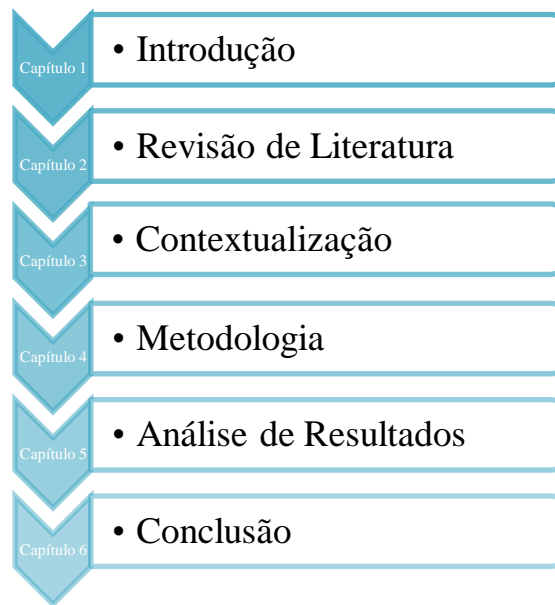 Capítulo 1
• Introdução
Capítulo 2
• Revisão de Literatura
Capítulo 3
• Contextualização
Capítulo 4
• Metodologia
Capítulo 5
• Análise de Resultados
Capítulo 6
• Conclusão